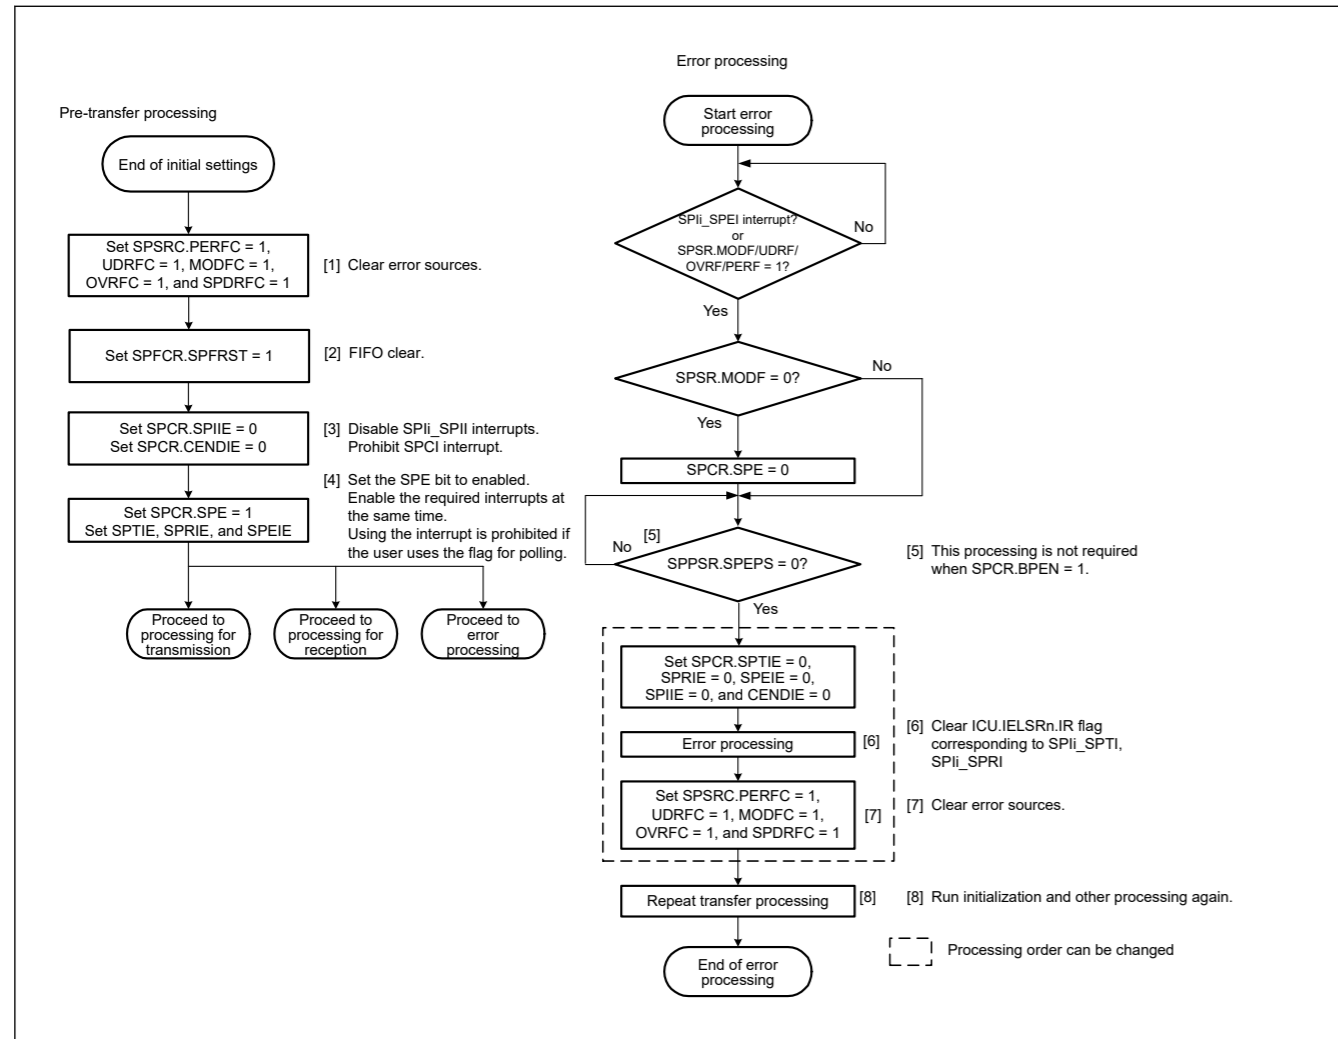 Pre-transfer processing
End of initial settings
Set SPSRC.PERFC = 1,
UDRFC = 1, MODFC = 1,
OVRFC = 1, and SPDRFC = 1
[1] Clear error sources.
Set SPFCR.SPFRST = 1
[2] FIFO clear.
Set SPCR.SPIIE = 0
Set SPCR.CENDIE = 0
[3] Disable SPIi_SPII interrupts.
Prohibit SPCI interrupt.
Set SPCR.SPE = 1
Set SPTIE, SPRIE, and SPEIE
[4] Set the SPE bit to enabled.
Enable the required interrupts at
the same time.
Using the interrupt is prohibited if
the user uses the flag for polling.
Proceed to
processing for
transmission
Proceed to
processing for
reception
Proceed to
error
processing
Error processing
Start error
processing
SPIi_SPEI interrupt?
or
SPSR.MODF/UDRF/
OVRF/PERF = 1?
No
Yes
SPSR.MODF = 0?
No
Yes
SPCR.SPE = 0
[5]
No
SPPSR.SPEPS = 0?
Yes
[5] This processing is not required
when SPCR.BPEN = 1.
Set SPCR.SPTIE = 0,
SPRIE = 0, SPEIE = 0,
SPIIE = 0, and CENDIE = 0
Error processing
[6]
[6] Clear ICU.IELSRn.IR flag
corresponding to SPIi_SPTI,
SPIi_SPRI
Set SPSRC.PERFC = 1,
UDRFC = 1, MODFC = 1,
OVRFC = 1, and SPDRFC = 1
[7]
[7] Clear error sources.
Repeat transfer processing
[8]
[8] Run initialization and other processing again.
End of error
processing
Processing order can be changed